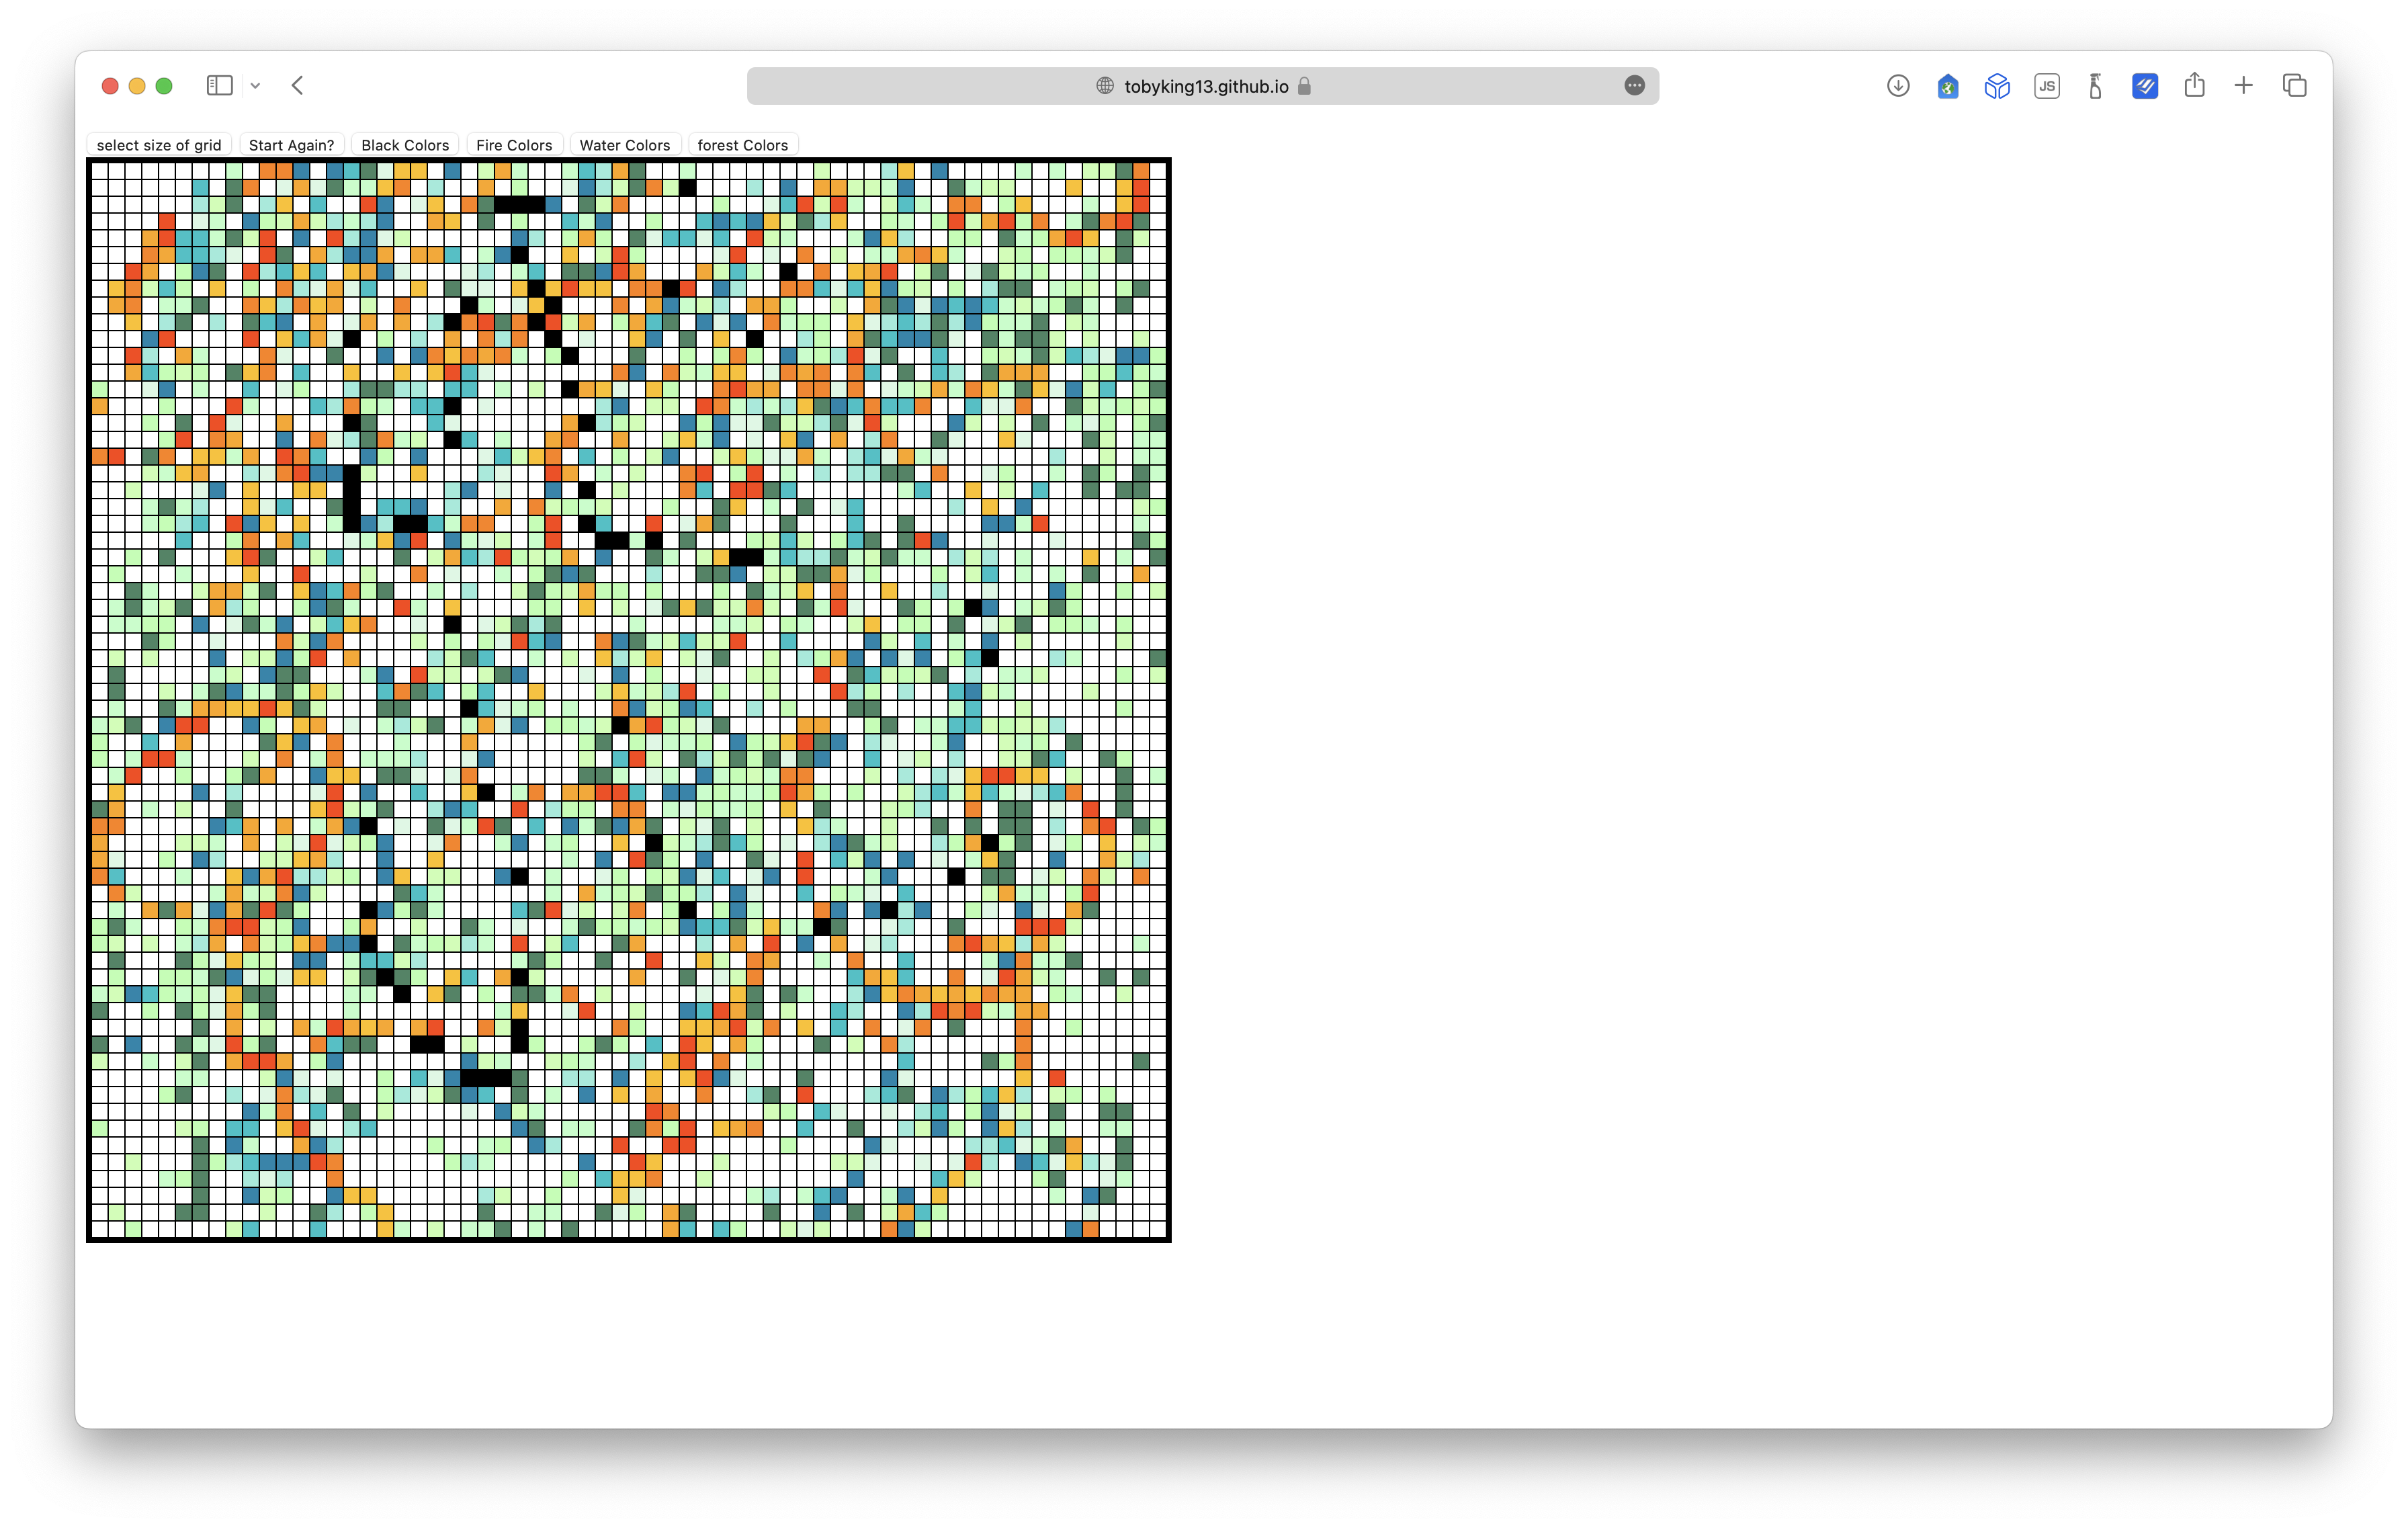 tobyking13.github.io
JS
select size of grid
Start Again?
Black Colors
Fire Colors
Water Colors
forest Colors